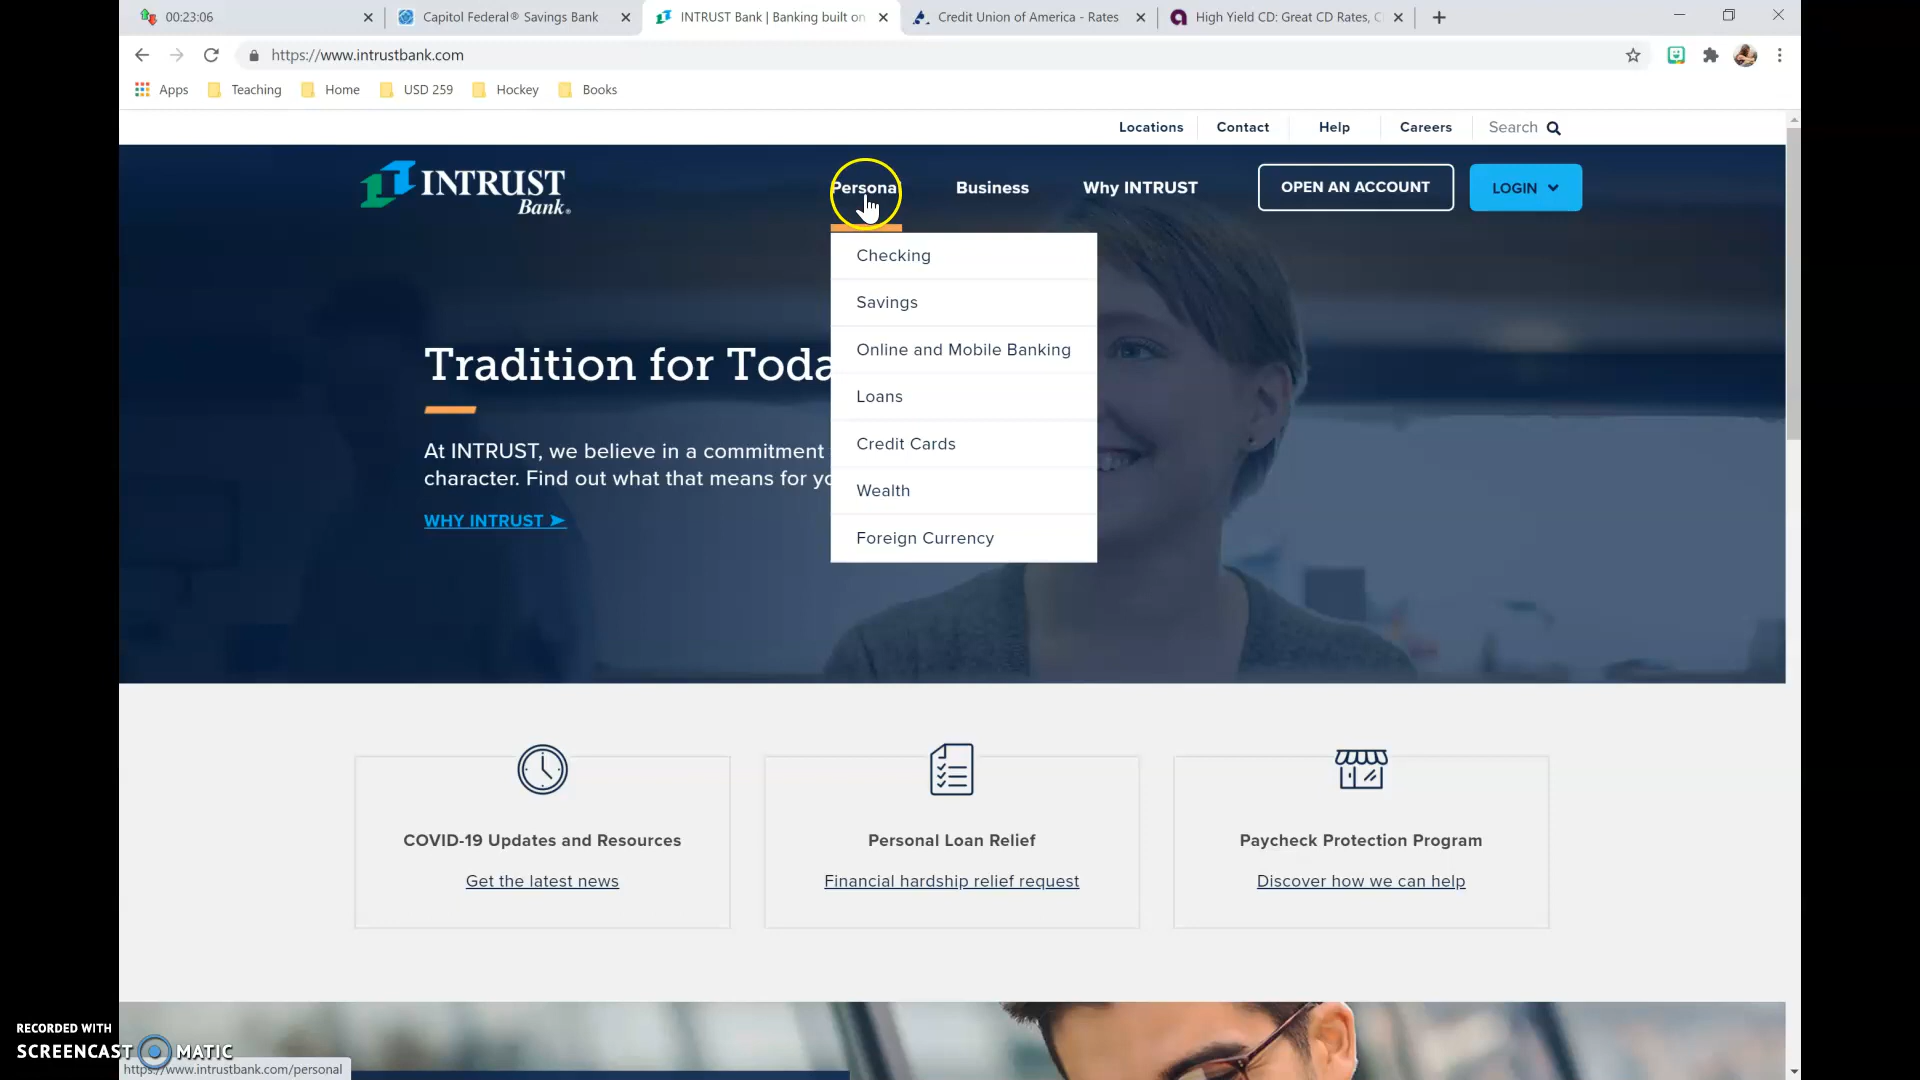 00:23:06
Capitol Federal® Savings Bank
INTRUST Bank | Banking built on
Credit Union of America - Rates
High Yield CD: Great CD Rates, C
https://www.intrustbank.com
Apps
Teaching
Home
USD 259
Hockey
Books
Locations
Contact
Help
Careers
Search
INTRUST
Bank®
Personal
Business
Why INTRUST
OPEN AN ACCOUNT
LOGIN
Checking
Savings
Online and Mobile Banking
Loans
Credit Cards
Wealth
Foreign Currency
Tradition for Toda
At INTRUST, we believe in a commitment
character. Find out what that means for yo
WHY INTRUST
COVID-19 Updates and Resources
Get the latest news
Personal Loan Relief
Financial hardship relief request
Paycheck Protection Program
Discover how we can help
RECORDED WITH
SCREENCAST MATIC
https://www.intrustbank.com/personal